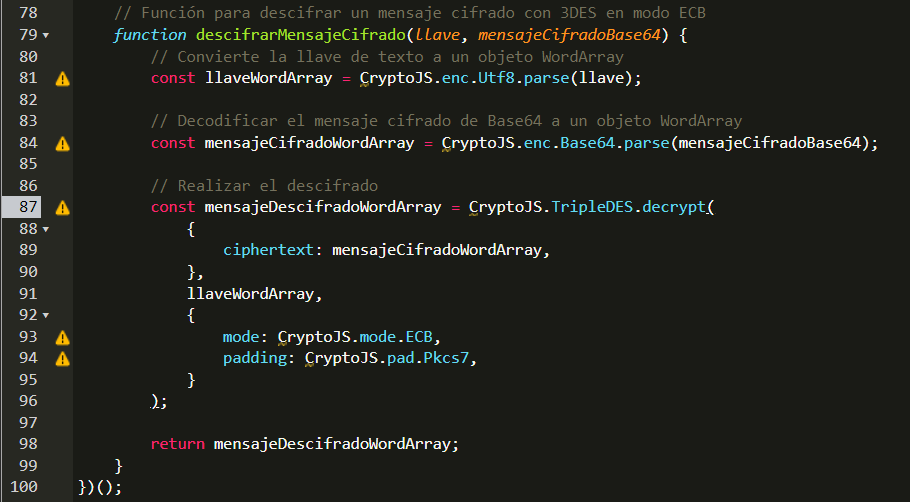 78 // Función para descifrar un mensaje cifrado con 3DES en modo ECB
79 function descifrarMensajeCifrado(llave, mensajeCifradoBase64) {
80 // Convierte la llave de texto a un objeto WordArray
81 const llaveWordArray = CryptoJS.enc.Utf8.parse(llave);
82
83 // Decodificar el mensaje cifrado de Base64 a un objeto WordArray
84 const mensajeCifradoWordArray = CryptoJS.enc.Base64.parse(mensajeCifradoBase64);
85
86 // Realizar el descifrado
87 const mensajeDescifradoWordArray = CryptoJS.TripleDES.decrypt(
88 {
89 ciphertext: mensajeCifradoWordArray,
90 },
91 llaveWordArray,
92 {
93 mode: CryptoJS.mode.ECB,
94 padding: CryptoJS.pad.Pkcs7,
95 }
96 );
97
98 return mensajeDescifradoWordArray;
99 }
100 })();